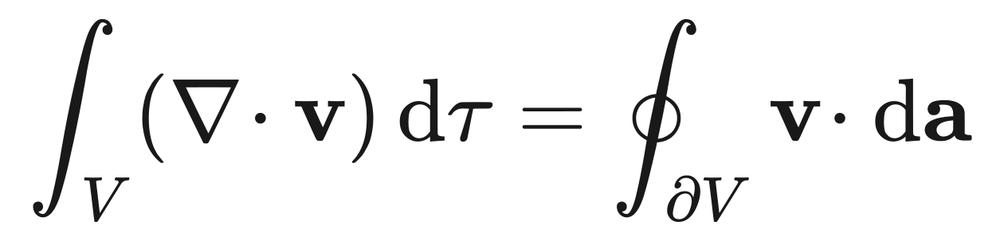 ∫_V (∇ · 𝐯) dτ = ∮_∂V 𝐯 · d𝐚